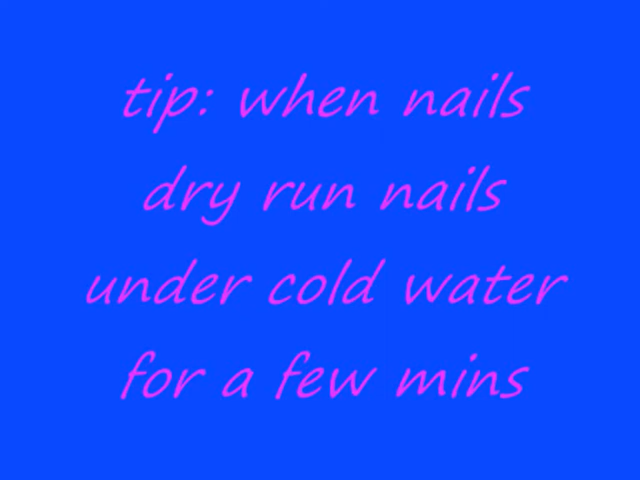 tip: when nails
dry run nails
under cold water
for a few mins